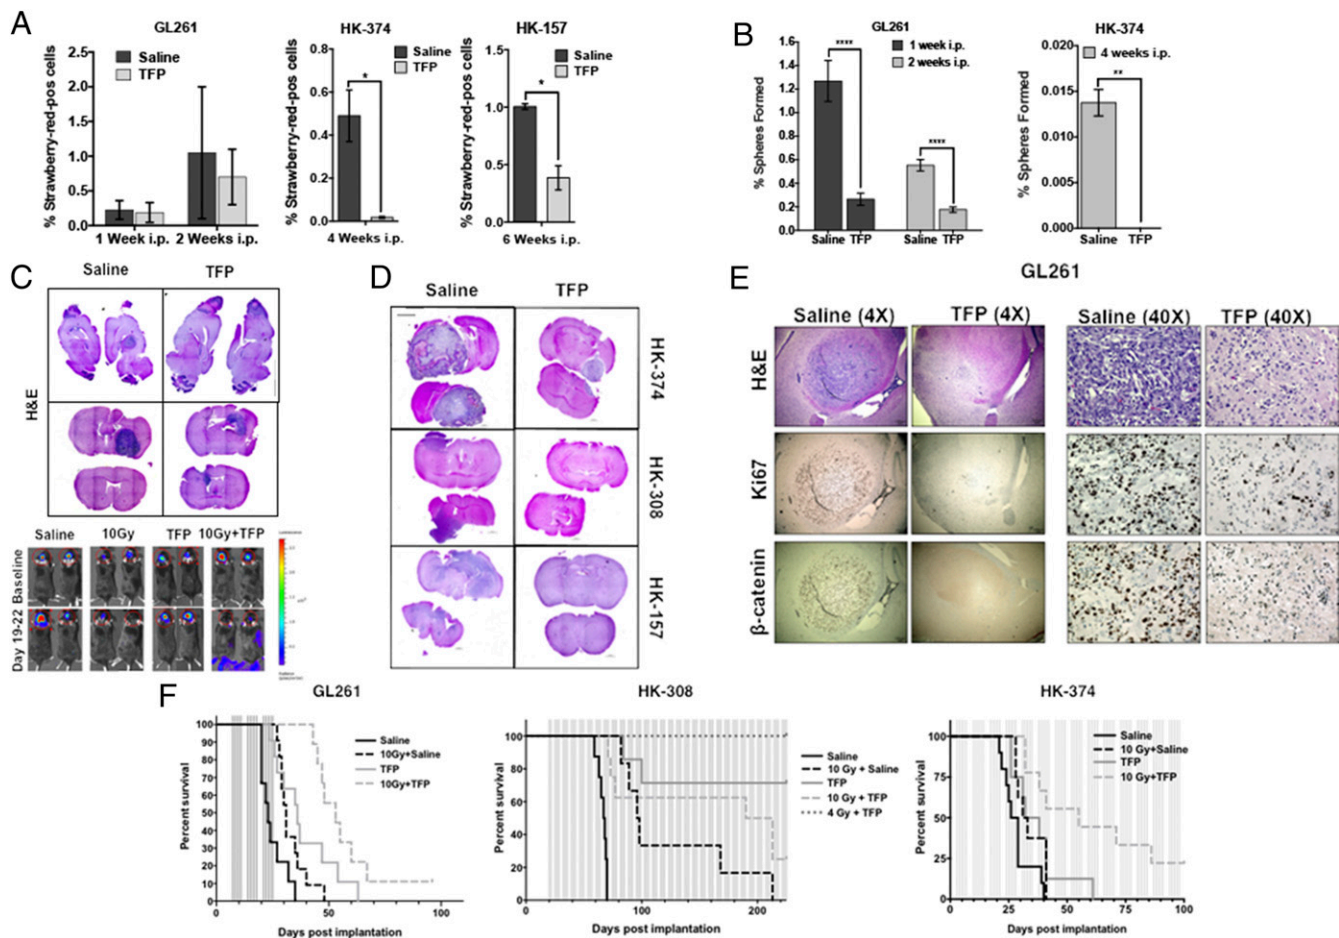 A
GL261
% Strawberry-red-pos cells
2.5
2.0
1.5
1.0
0.5
0.0
Saline
TFP
1 Week i.p. 2 Weeks i.p.
HK-374
% Strawberry-red-pos cells
0.8
0.6
0.4
0.2
0.0
Saline
TFP
*
4 Weeks i.p.
HK-157
% Strawberry-red-pos cells
1.5
1.0
0.5
0.0
Saline
TFP
*
6 Weeks i.p.
B
GL261
% Spheres Formed
1.6
1.4
1.2
1.0
0.8
0.6
0.4
0.2
0.0
1 week i.p.
2 weeks i.p.
****
****
Saline TFP Saline TFP
HK-374
% Spheres Formed
0.020
0.015
0.010
0.005
0.000
4 weeks i.p.
**
Saline TFP
C
Saline TFP
H&E
Saline 10Gy TFP 10Gy+TFP
Baseline
Day 19-22
D
Saline TFP
HK-374
HK-308
HK-157
E
GL261
Saline (4X) TFP (4X) Saline (40X) TFP (40X)
H&E
Ki67
β-catenin
F
GL261
Percent survival
100
90
80
70
60
50
40
30
20
10
0
Saline
10Gy+Saline
TFP
10Gy+TFP
0 50 100
Days post implantation
HK-308
Percent survival
100
80
60
40
20
0
Saline
10 Gy + Saline
TFP
10 Gy + TFP
4 Gy + TFP
0 100 200
Days post implantation
HK-374
Percent survival
100
75
50
25
0
Saline
10 Gy+Saline
TFP
10 Gy+TFP
0 25 50 75 100
Days post implantation